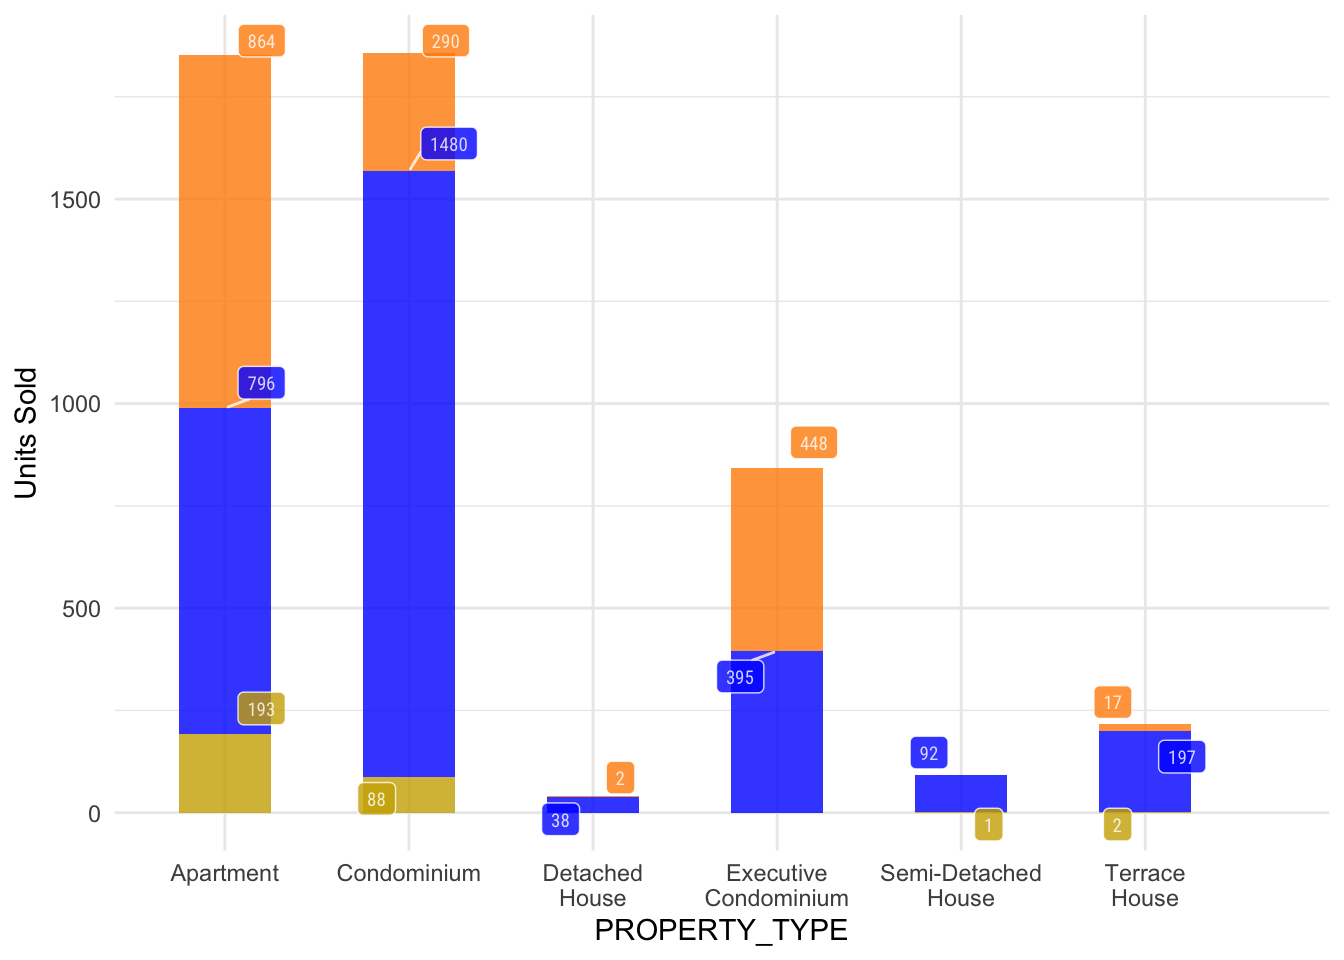 864
290
1480
1500
796
1000
Units Sold
448
395
500
193
17
92
197
2
88
38
1
2
0
Apartment
Condominium
Detached
House
Executive
Condominium
Semi-Detached
House
Terrace
House
PROPERTY_TYPE